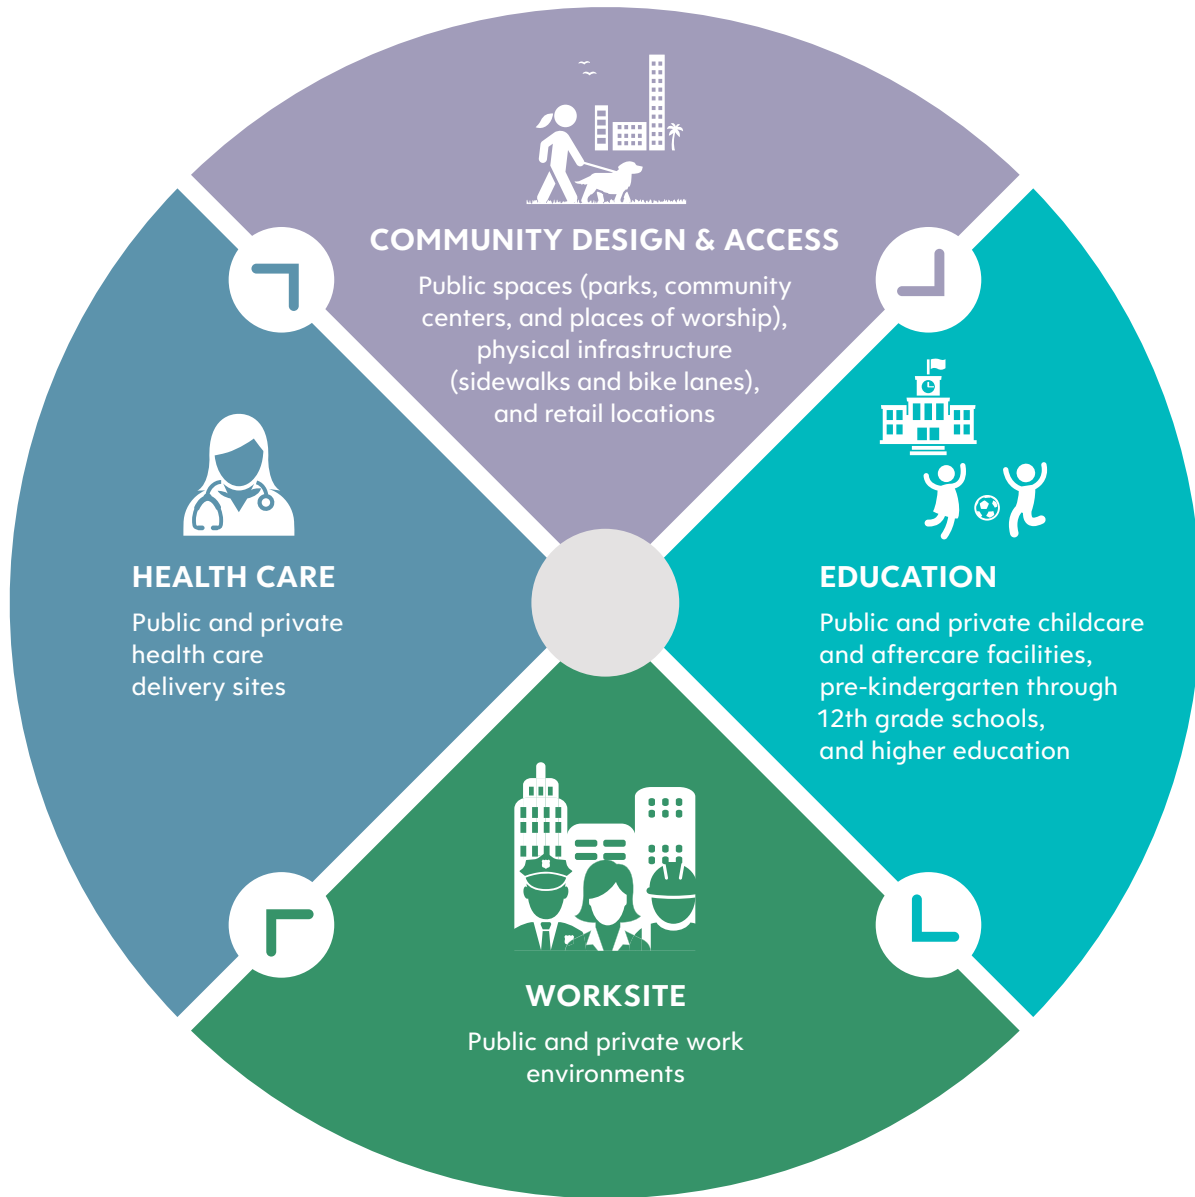 COMMUNITY DESIGN & ACCESS
Public spaces (parks, community
centers, and places of worship),
physical infrastructure
(sidewalks and bike lanes),
and retail locations
HEALTH CARE
Public and private
health care
delivery sites
EDUCATION
Public and private childcare
and aftercare facilities,
pre-kindergarten through
12th grade schools,
and higher education
WORKSITE
Public and private work
environments